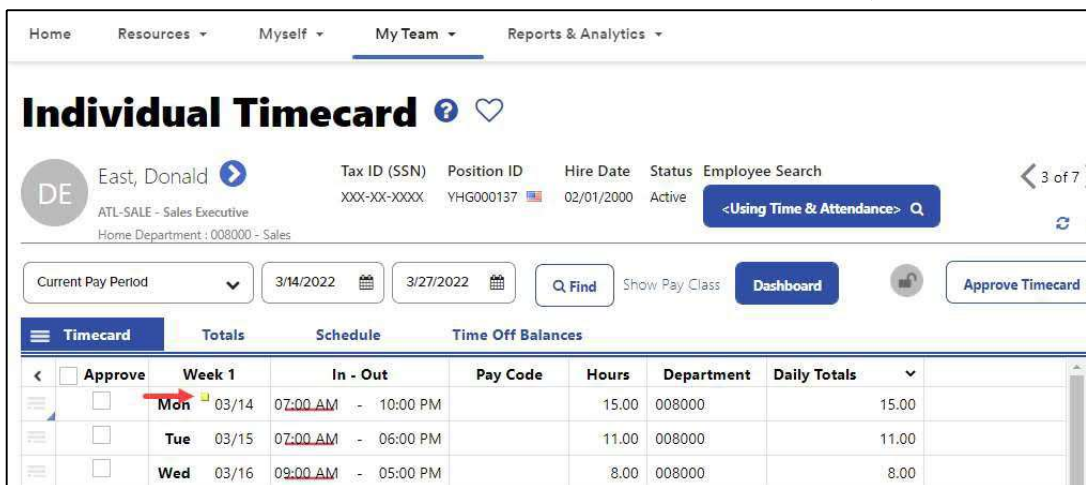 Home Resources Myself My Team Reports & Analytics
Individual Timecard ?
DE
East, Donald
ATL-SALE - Sales Executive
Home Department : 008000 - Sales
Tax ID (SSN) Position ID Hire Date Status Employee Search
XXX-XX-XXXX YHG000137 02/01/2000 Active <Using Time & Attendance>
3 of 7
Current Pay Period 3/14/2022 3/27/2022 Find Show Pay Class Dashboard Approve Timecard
Timecard Totals Schedule Time Off Balances
Approve Week 1 In - Out Pay Code Hours Department Daily Totals
Mon 03/14 07:00 AM - 10:00 PM 15.00 008000 15.00
Tue 03/15 07:00 AM - 06:00 PM 11.00 008000 11.00
Wed 03/16 09:00 AM - 05:00 PM 8.00 008000 8.00